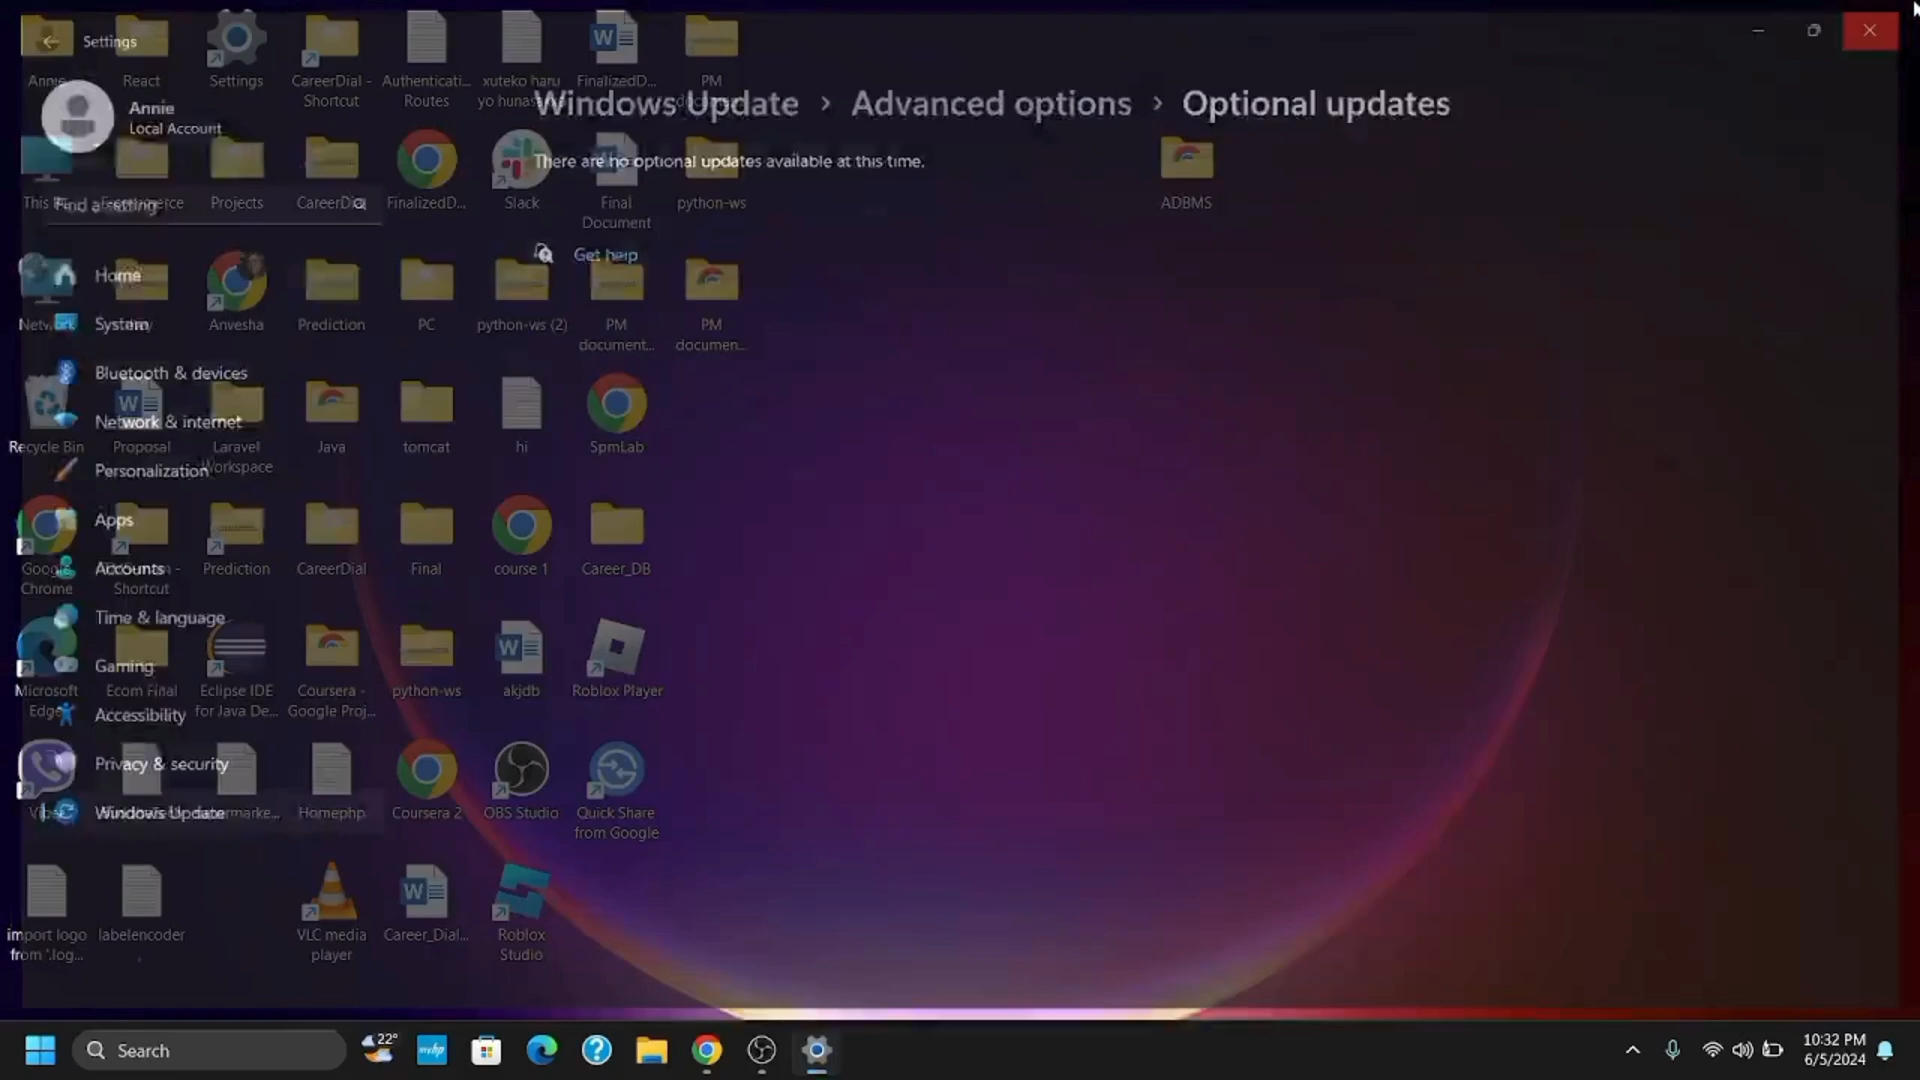 Settings
Annie
React
Settings
CareerDial -
Shortcut
Authenticati...
Routes
xuteko haru
yo hunasakxo
FinalizedD...
PM
Annie
Local Account
Windows Update > Advanced options > Optional updates
There are no optional updates available at this time.
Find a setting
Projects
FinalizedD...
Slack
Final
Document
python-ws
ADBMS
Get help
Home
Anvesha
Prediction
PC
python-ws (2)
PM
document...
PM
documen...
System
Bluetooth & devices
Network & internet
Recycle Bin
Proposal
Laravel
Workspace
Java
tomcat
hi
SpmLab
Personalization
Apps
Google
Chrome
Shortcut
Prediction
CareerDial
Final
course 1
Career_DB
Accounts
Time & language
Gaming
Microsoft
Edge
Ecom Final
Eclipse IDE
for Java De...
Coursera -
Google Proj...
python-ws
akjdb
Roblox Player
Accessibility
Privacy & security
Windows Update
Homephp
Coursera 2
OBS Studio
Quick Share
from Google
import logo
from '.log...
labelencoder
VLC media
player
Career_Dial...
Roblox
Studio
22°
Search
myhp
10:32 PM
6/5/2024